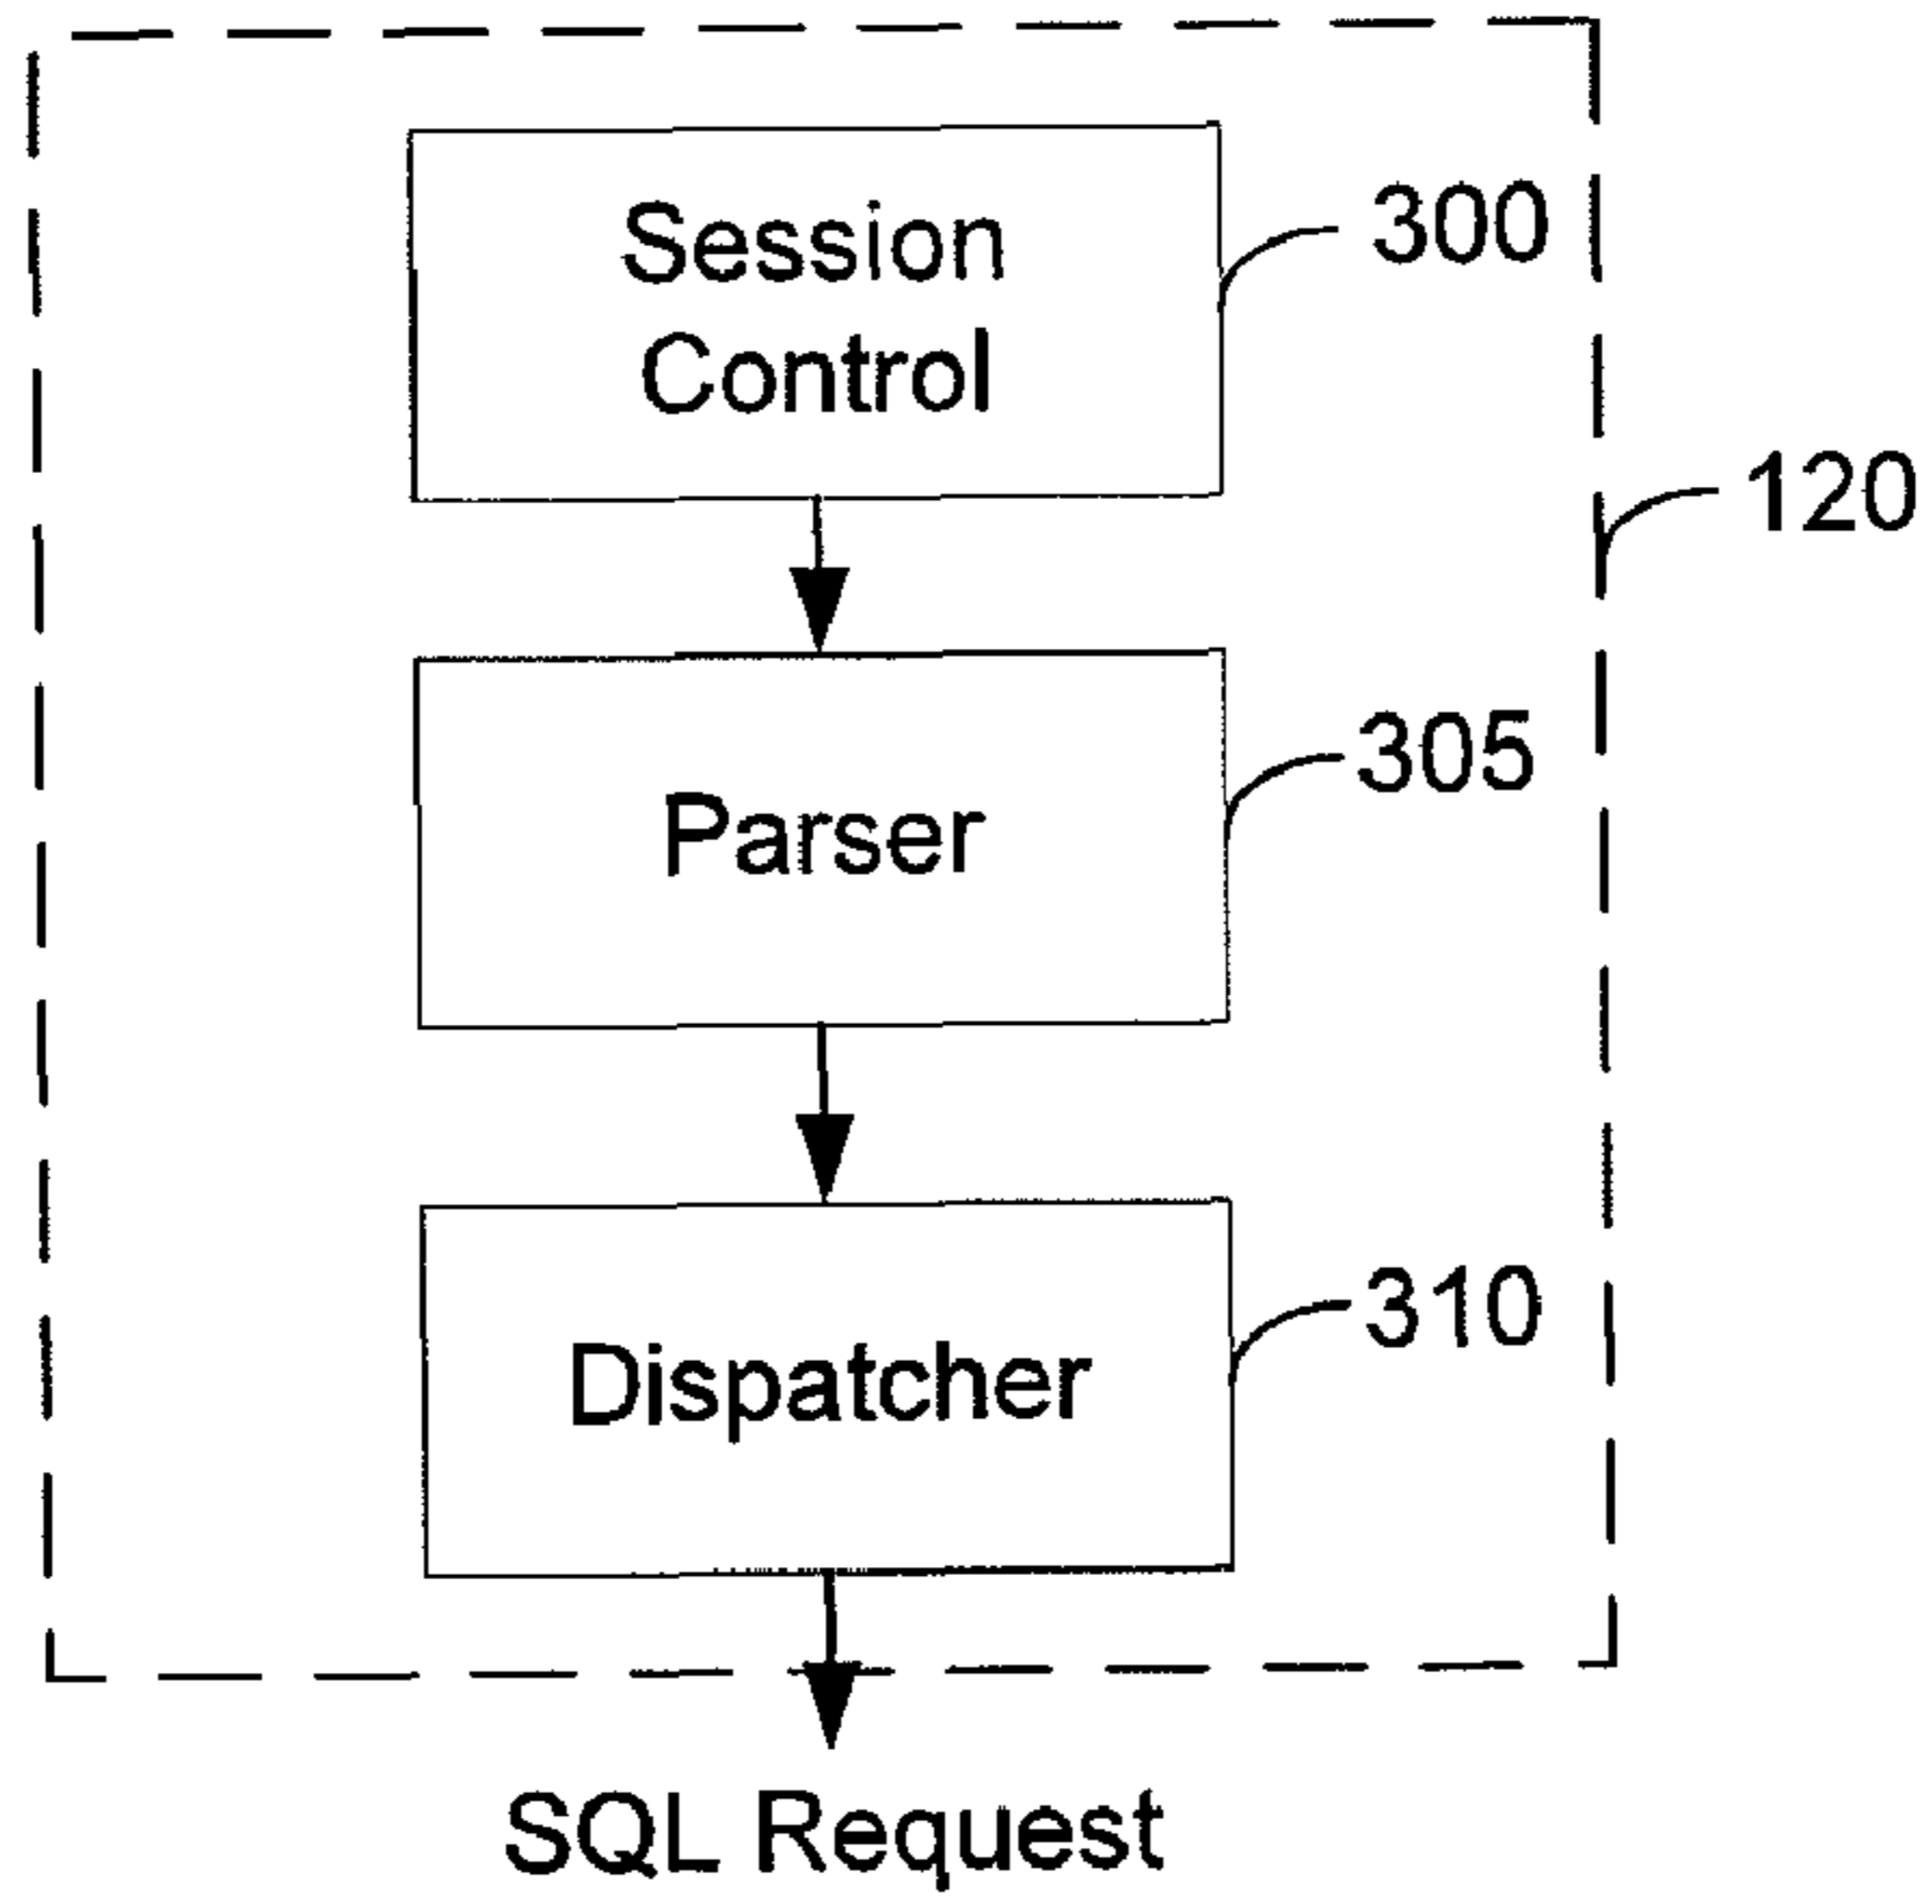 Session
Control
300
120
Parser
305
Dispatcher
310
SQL Request